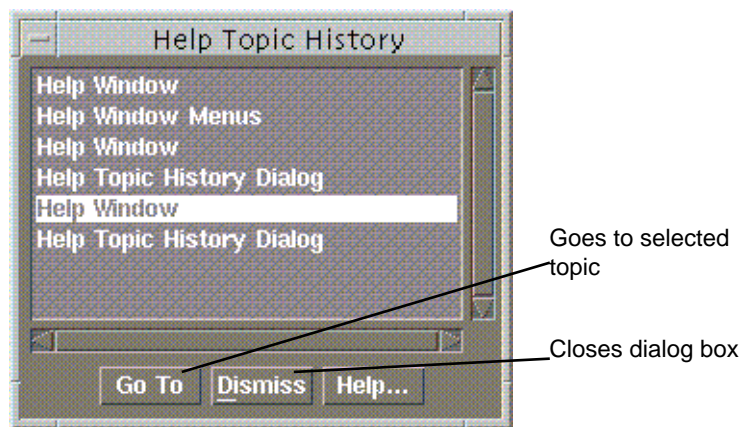 Help Topic History
Help Window
Help Window Menus
Help Window
Help Topic History Dialog
Help Window
Help Topic History Dialog
Goes to selected
topic
Closes dialog box
Go To Dismiss Help...